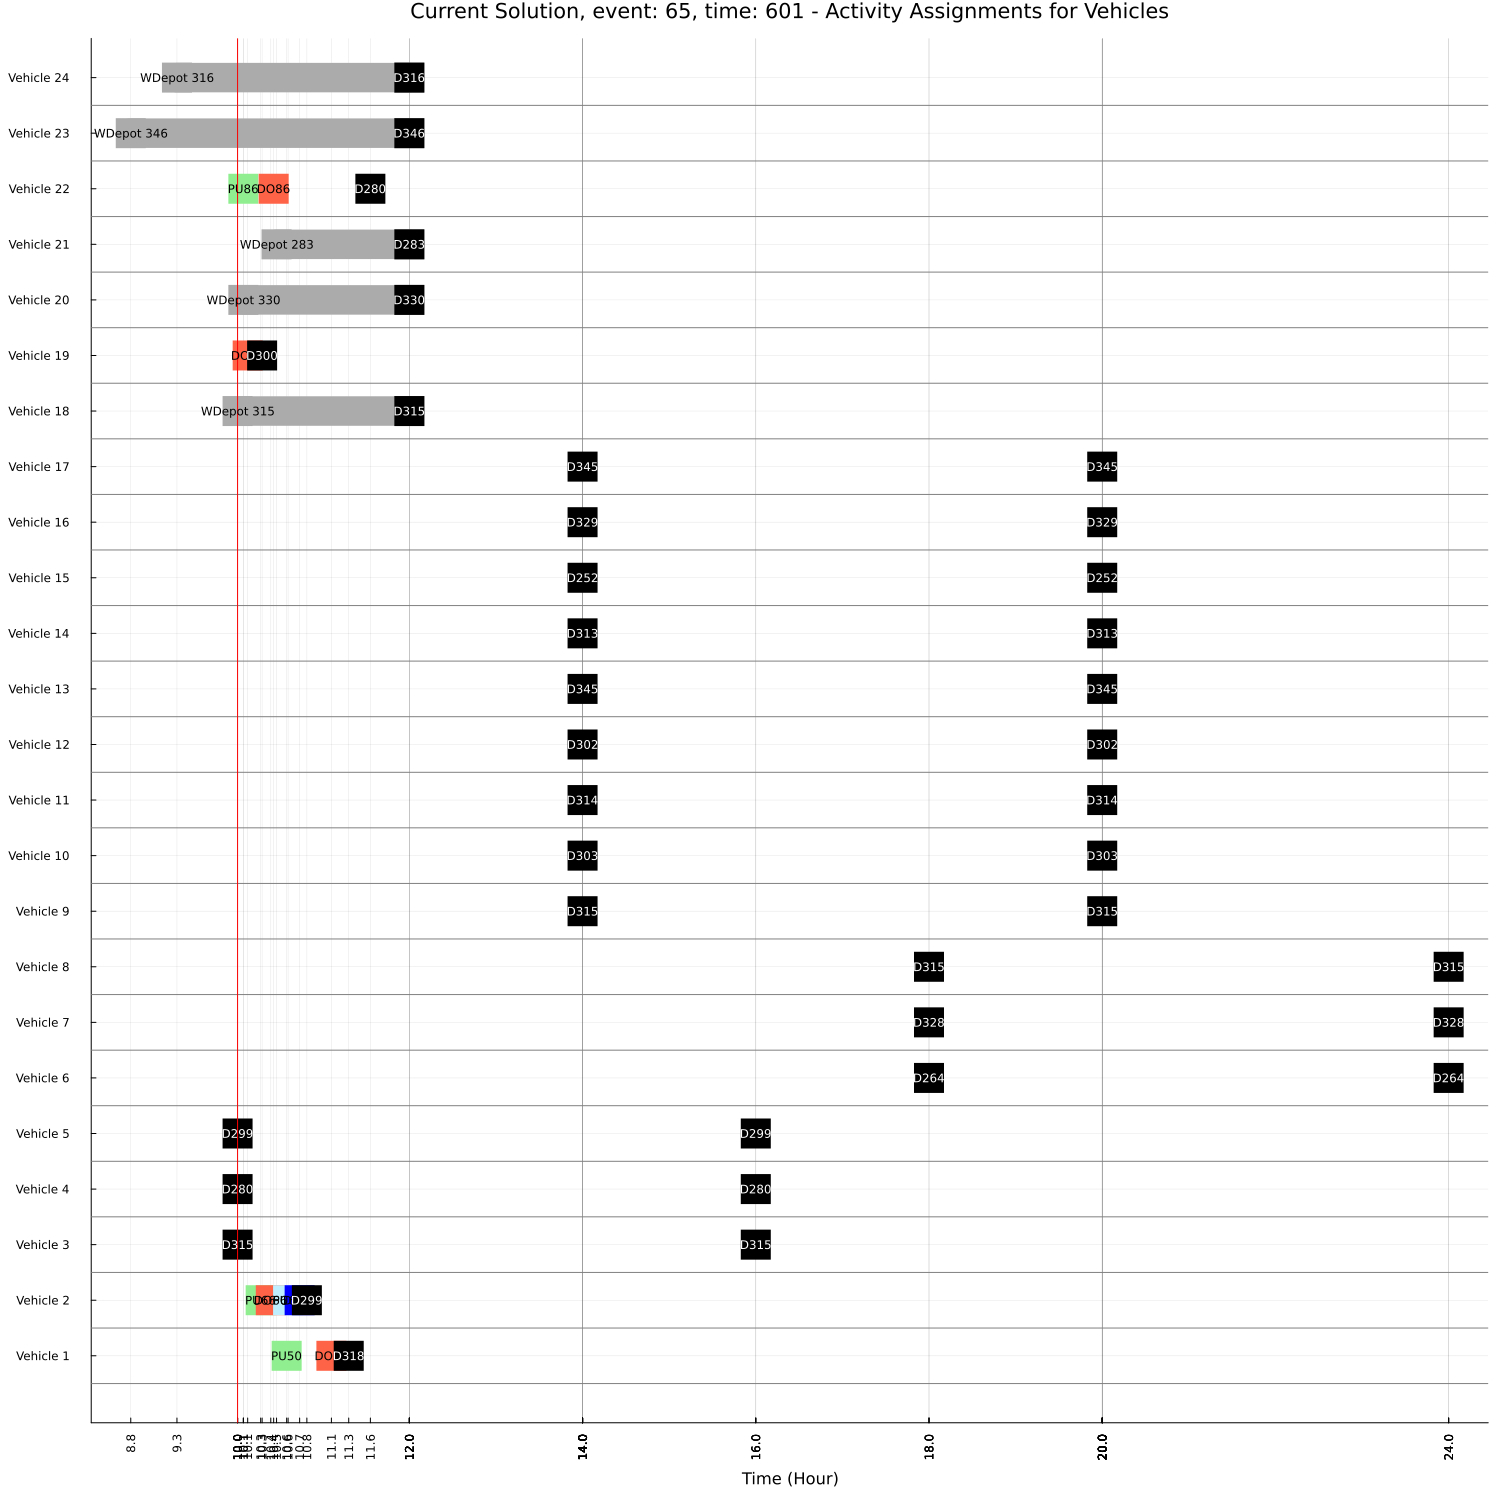 Current Solution, event: 65, time: 601 - Activity Assignments for Vehicles
Vehicle 24 WDepot 316 D316
Vehicle 23 WDepot 346 D346
Vehicle 22 PU86 DO86 D280
Vehicle 21 WDepot 283 D283
Vehicle 20 WDepot 330 D330
Vehicle 19 D300
Vehicle 18 WDepot 315 D315
Vehicle 17 D345 D345
Vehicle 16 D329 D329
Vehicle 15 D252 D252
Vehicle 14 D313 D313
Vehicle 13 D345 D345
Vehicle 12 D302 D302
Vehicle 11 D314 D314
Vehicle 10 D303 D303
Vehicle 9 D315 D315
Vehicle 8 D315 D315
Vehicle 7 D328 D328
Vehicle 6 D264 D264
Vehicle 5 D299 D299
Vehicle 4 D280 D280
Vehicle 3 D315 D315
Vehicle 2 D299
Vehicle 1 PU50 DO D318
8.8 9.3 10.6 10.7 10.8 11.1 11.3 11.6 12.0 14.0 16.0 18.0 20.0 24.0
Time (Hour)